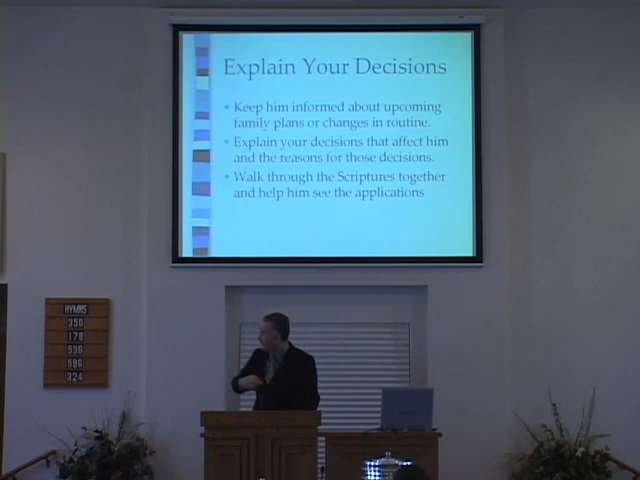 Explain Your Decisions
• Keep him informed about upcoming
family plans or changes in routine.
• Explain your decisions that affect him
and the reasons for those decisions.
• Walk through the Scriptures together
and help him see the applications
HYMNS
350
178
536
596
324